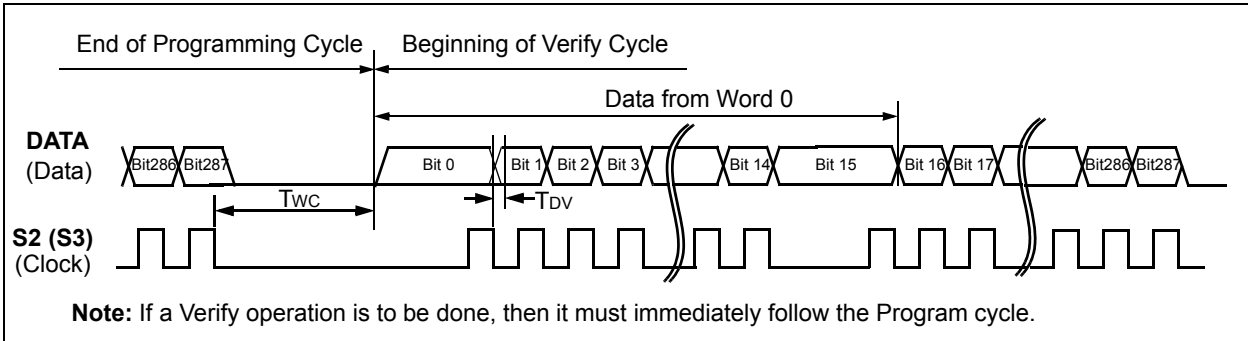 End of Programming Cycle Beginning of Verify Cycle
Data from Word 0
DATA
(Data)
Bit286 Bit287 Bit 0 Bit 1 Bit 2 Bit 3 Bit 14 Bit 15 Bit 16 Bit 17 Bit286 Bit287
TWC TDV
S2 (S3)
(Clock)
Note: If a Verify operation is to be done, then it must immediately follow the Program cycle.